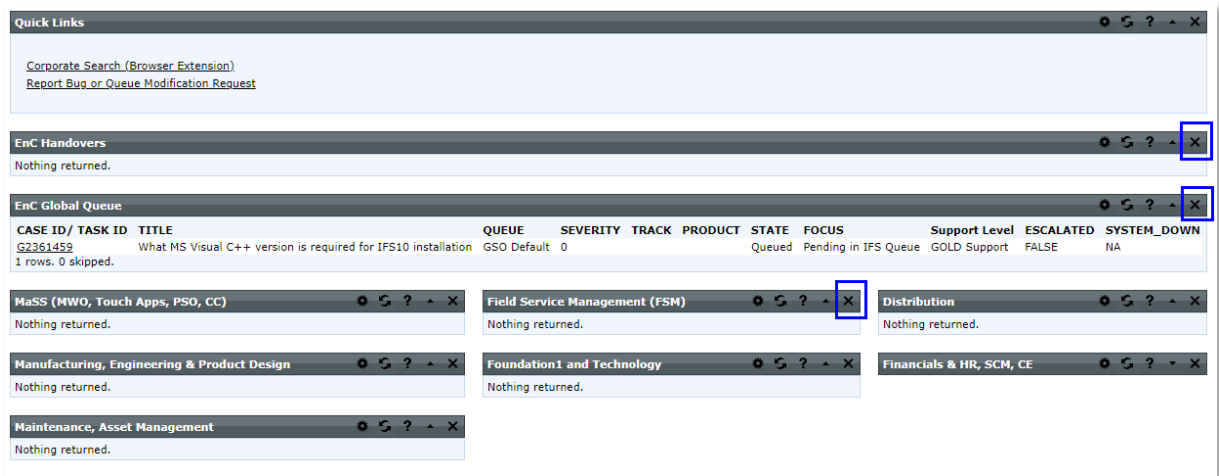 Quick Links
Corporate Search (Browser Extension)
Report Bug or Queue Modification Request
EnC Handovers
Nothing returned.
EnC Global Queue
CASE ID/ TASK ID TITLE QUEUE SEVERITY TRACK PRODUCT STATE FOCUS Support Level ESCALATED SYSTEM_DOWN
G2361459 What MS Visual C++ version is required for IFS10 installation GSO Default 0 Queued Pending in IFS Queue GOLD Support FALSE NA
1 rows. 0 skipped.
MaSS (MWO, Touch Apps, PSO, CC) Field Service Management (FSM) Distribution
Nothing returned. Nothing returned. Nothing returned.
Manufacturing, Engineering & Product Design Foundation1 and Technology Financials & HR, SCM, CE
Nothing returned. Nothing returned.
Maintenance, Asset Management
Nothing returned.